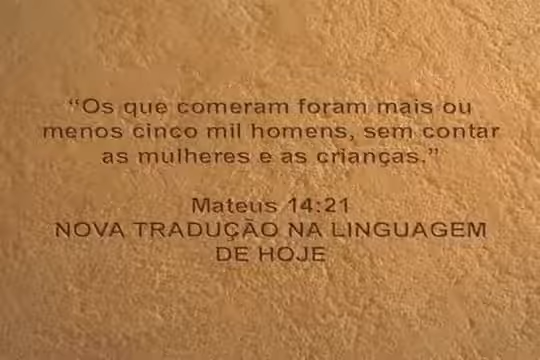 “Os que comeram foram mais ou
menos cinco mil homens, sem contar
as mulheres e as crianças.”
Mateus 14:21
NOVA TRADUÇÃO NA LINGUAGEM
DE HOJE